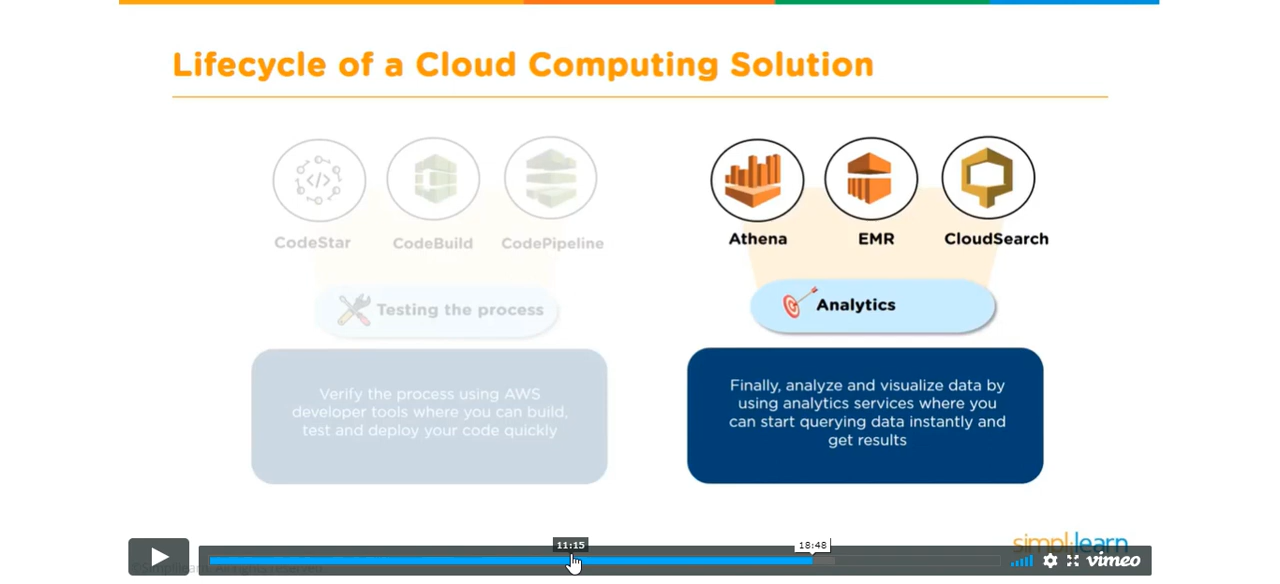 Lifecycle of a Cloud Computing Solution
CodeStar CodeBuild CodePipeline
Athena EMR CloudSearch
Testing the process
Analytics
Verify the process using AWS
developer tools where you can build,
test and deploy your code quickly
Finally, analyze and visualize data by
using analytics services where you
can start querying data instantly and
get results
simplilearn
11:15
18:48
vimeo